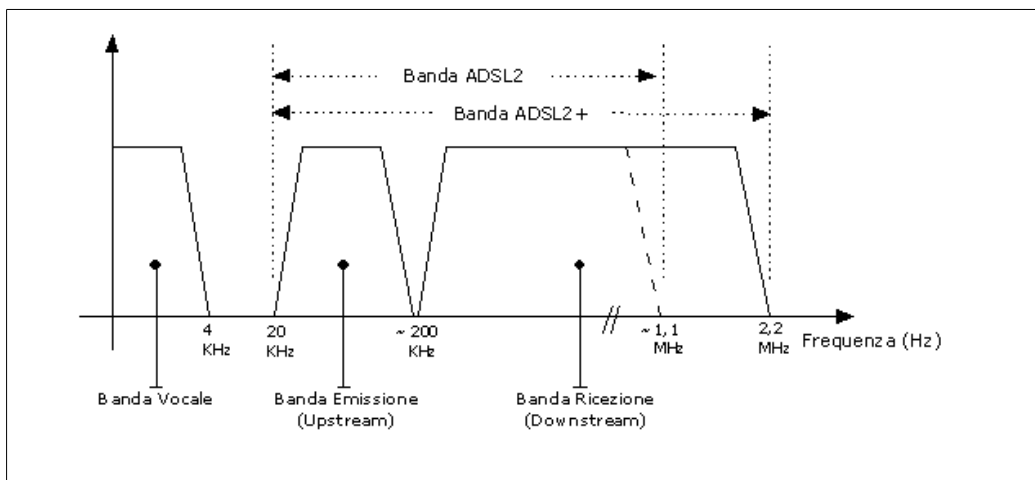 Banda ADSL2
Banda ADSL2+
4
KHz
20
KHz
~ 200
KHz
//
~ 1,1
MHz
2,2
MHz
Frequenza (Hz)
Banda Vocale
Banda Emissione
(Upstream)
Banda Ricezione
(Downstream)